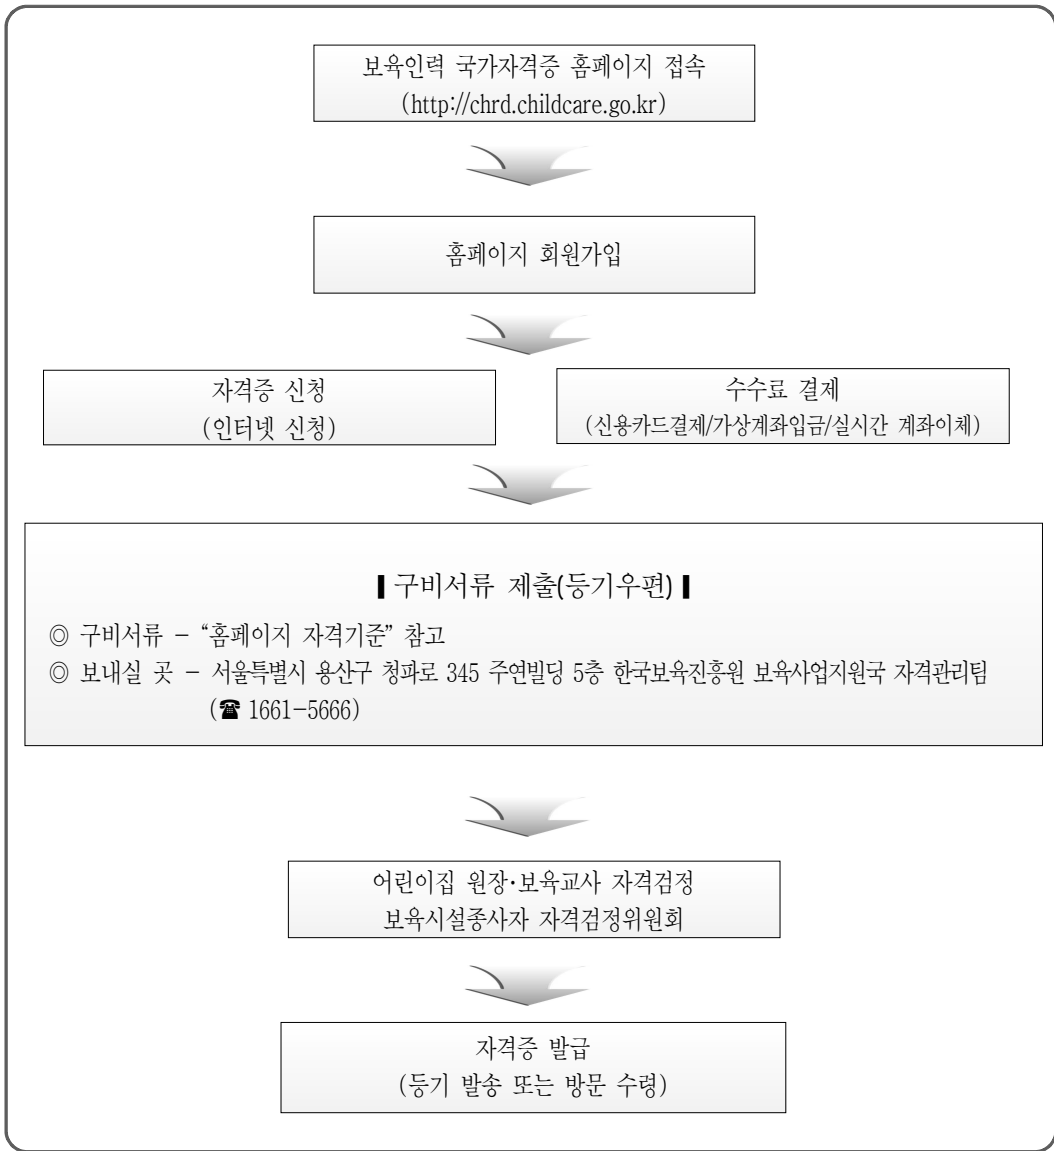 보육인력 국가자격증 홈페이지 접속
(http://chrd.childcare.go.kr)
홈페이지 회원가입
자격증 신청
(인터넷 신청)
수수료 결제
(신용카드결제/가상계좌입금/실시간 계좌이체)
▌구비서류 제출(등기우편)▐
◎ 구비서류 - “홈페이지 자격기준” 참고
◎ 보내실 곳 - 서울특별시 용산구 청파로 345 주연빌딩 5층 한국보육진흥원 보육사업지원국 자격관리팀
(☎ 1661-5666)
어린이집 원장·보육교사 자격검정
보육시설종사자 자격검정위원회
자격증 발급
(등기 발송 또는 방문 수령)